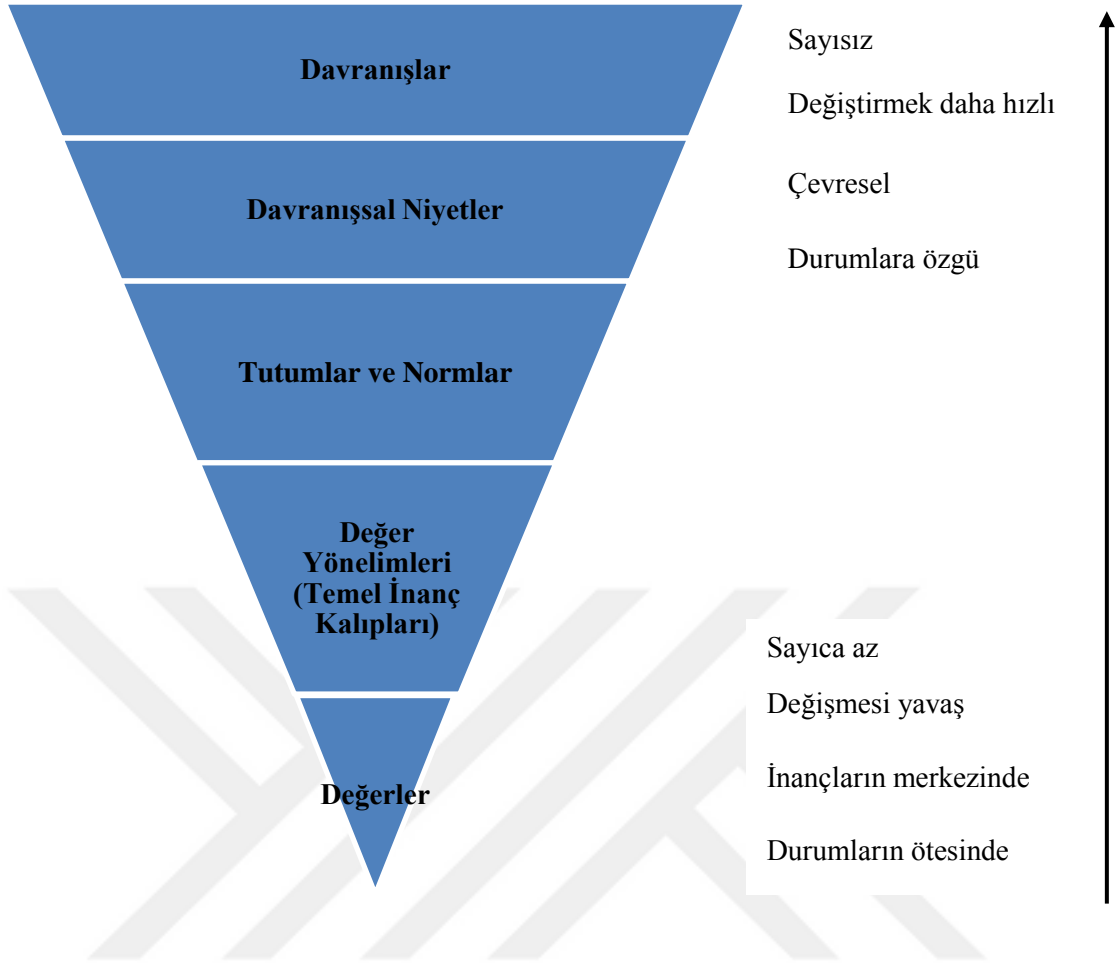 Davranışlar
Davranışsal Niyetler
Tutumlar ve Normlar
Değer
Yönelimleri
(Temel İnanç
Kalıpları)
Değerler
Sayısız
Değiştirmek daha hızlı
Çevresel
Durumlara özgü
Sayıca az
Değişmesi yavaş
İnançların merkezinde
Durumların ötesinde